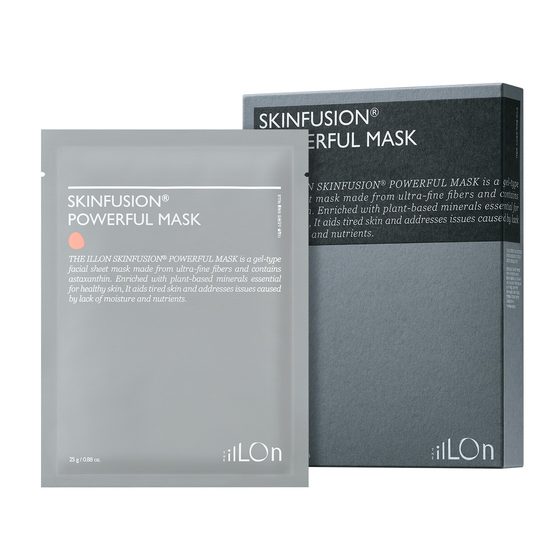 SKINFUSION®
POWERFUL MASK
THE ILLON SKINFUSION® POWERFUL MASK is a gel-type
facial sheet mask made from ultra-fine fibers and contains
astaxanthin. Enriched with plant-based minerals essential
for healthy skin, It aids tired skin and addresses issues caused
by lack of moisture and nutrients.
25 g / 0.88 oz.
THE illOn
SKINFUSION®
ERFUL MASK
N SKINFUSION® POWERFUL MASK is a gel-type
t mask made from ultra-fine fibers and contains
n. Enriched with plant-based minerals essential for
It aids tired skin and addresses issues caused by lack
and nutrients.
THE illOn